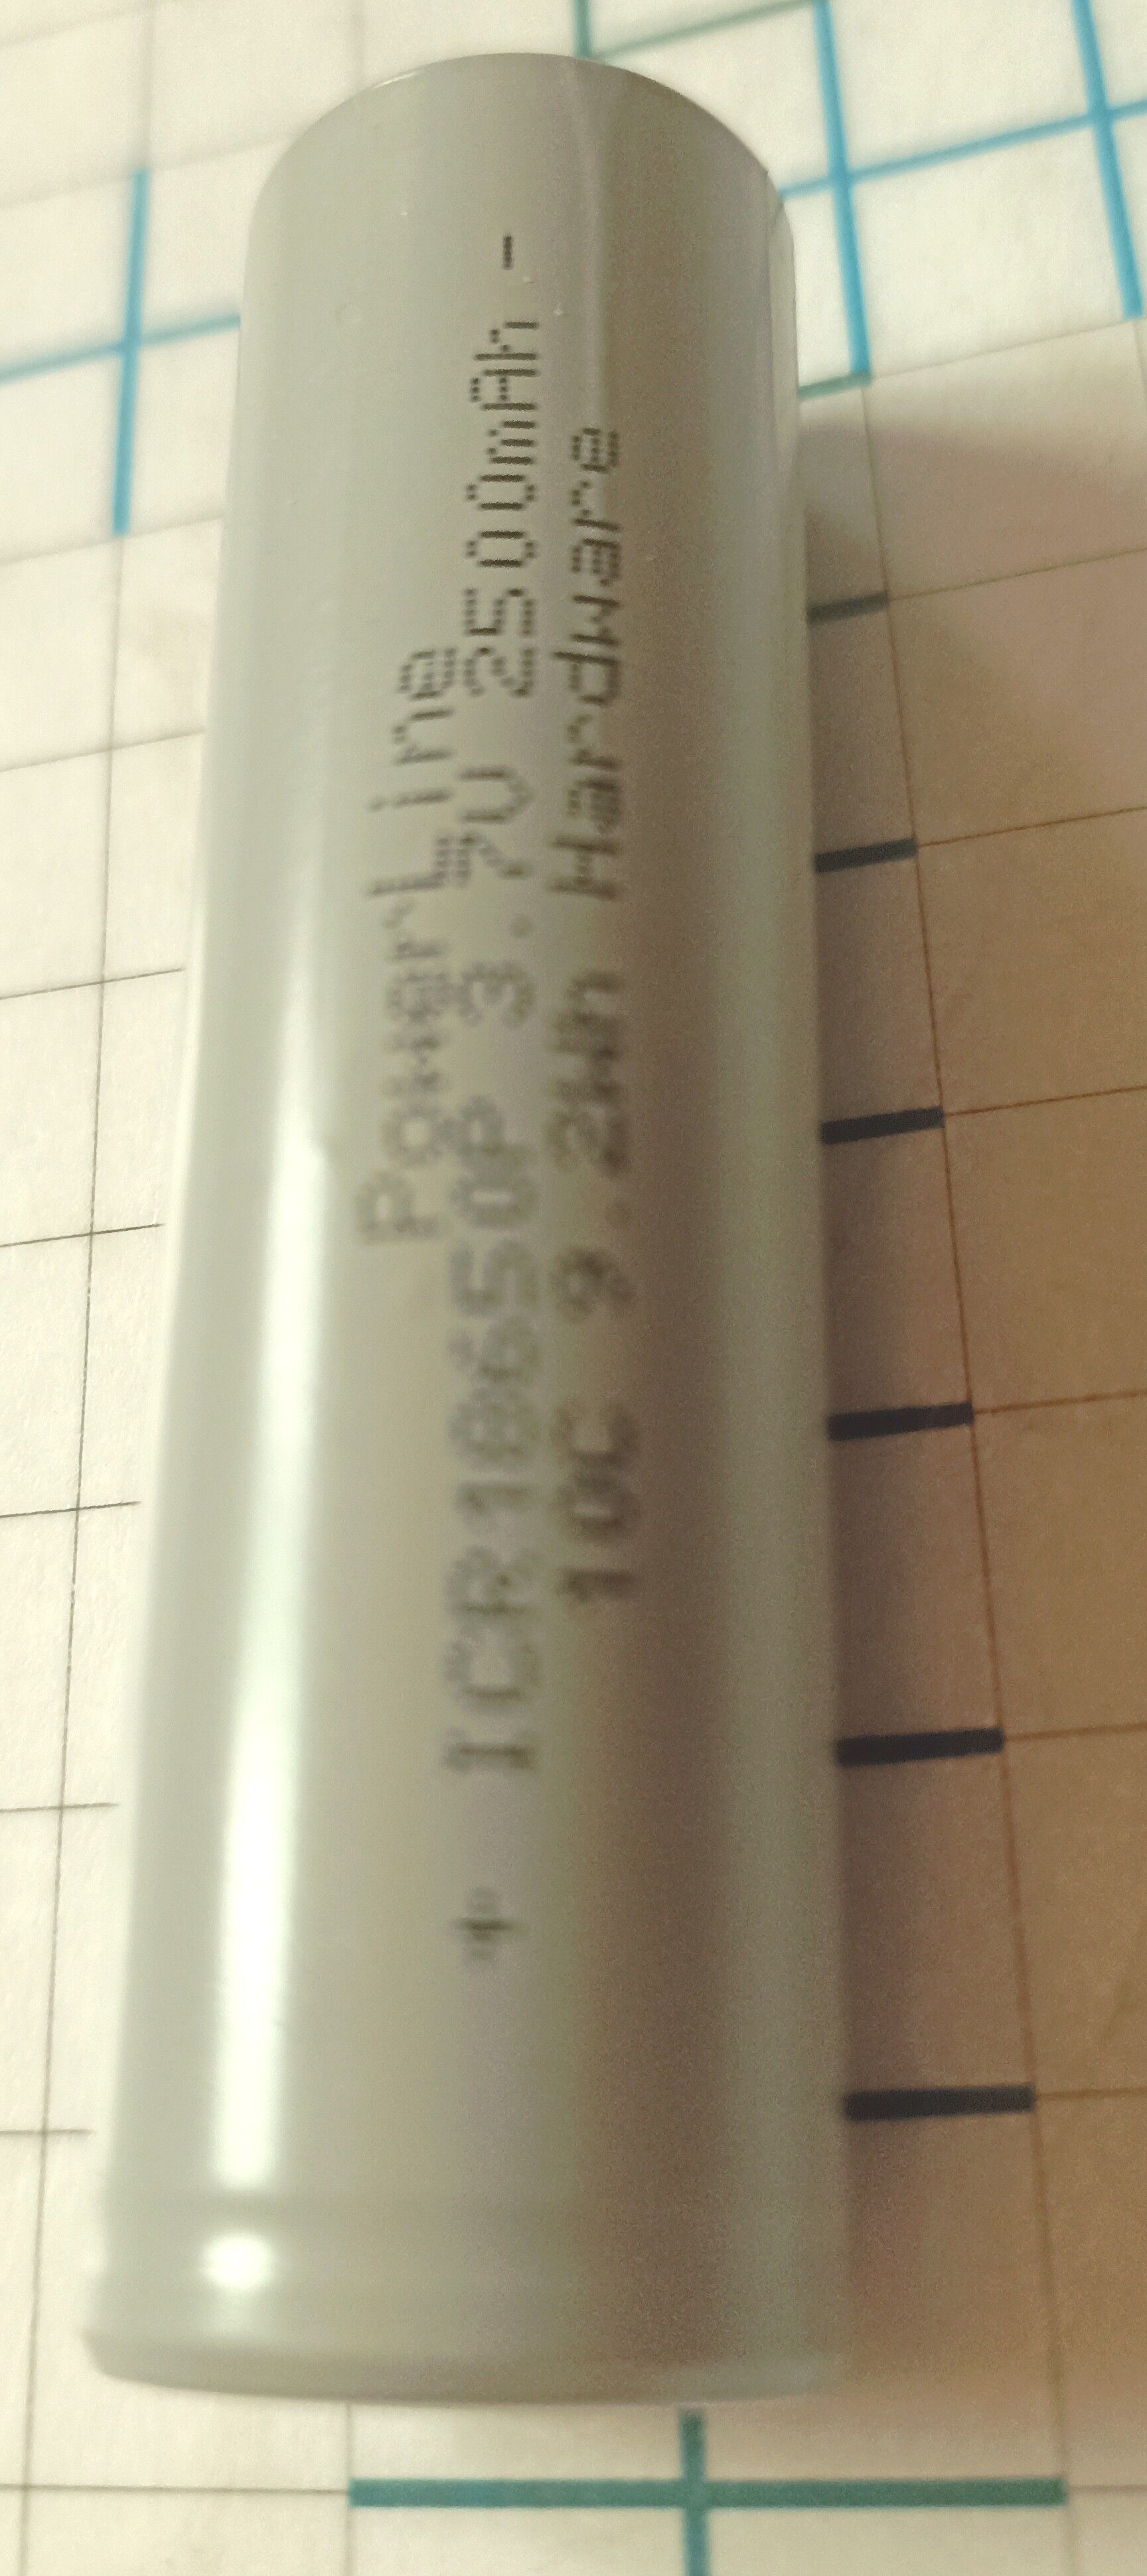 PowerLine
+ ICR18650P 3.7V 2500mAh -
10C 9.2Wh Hardware